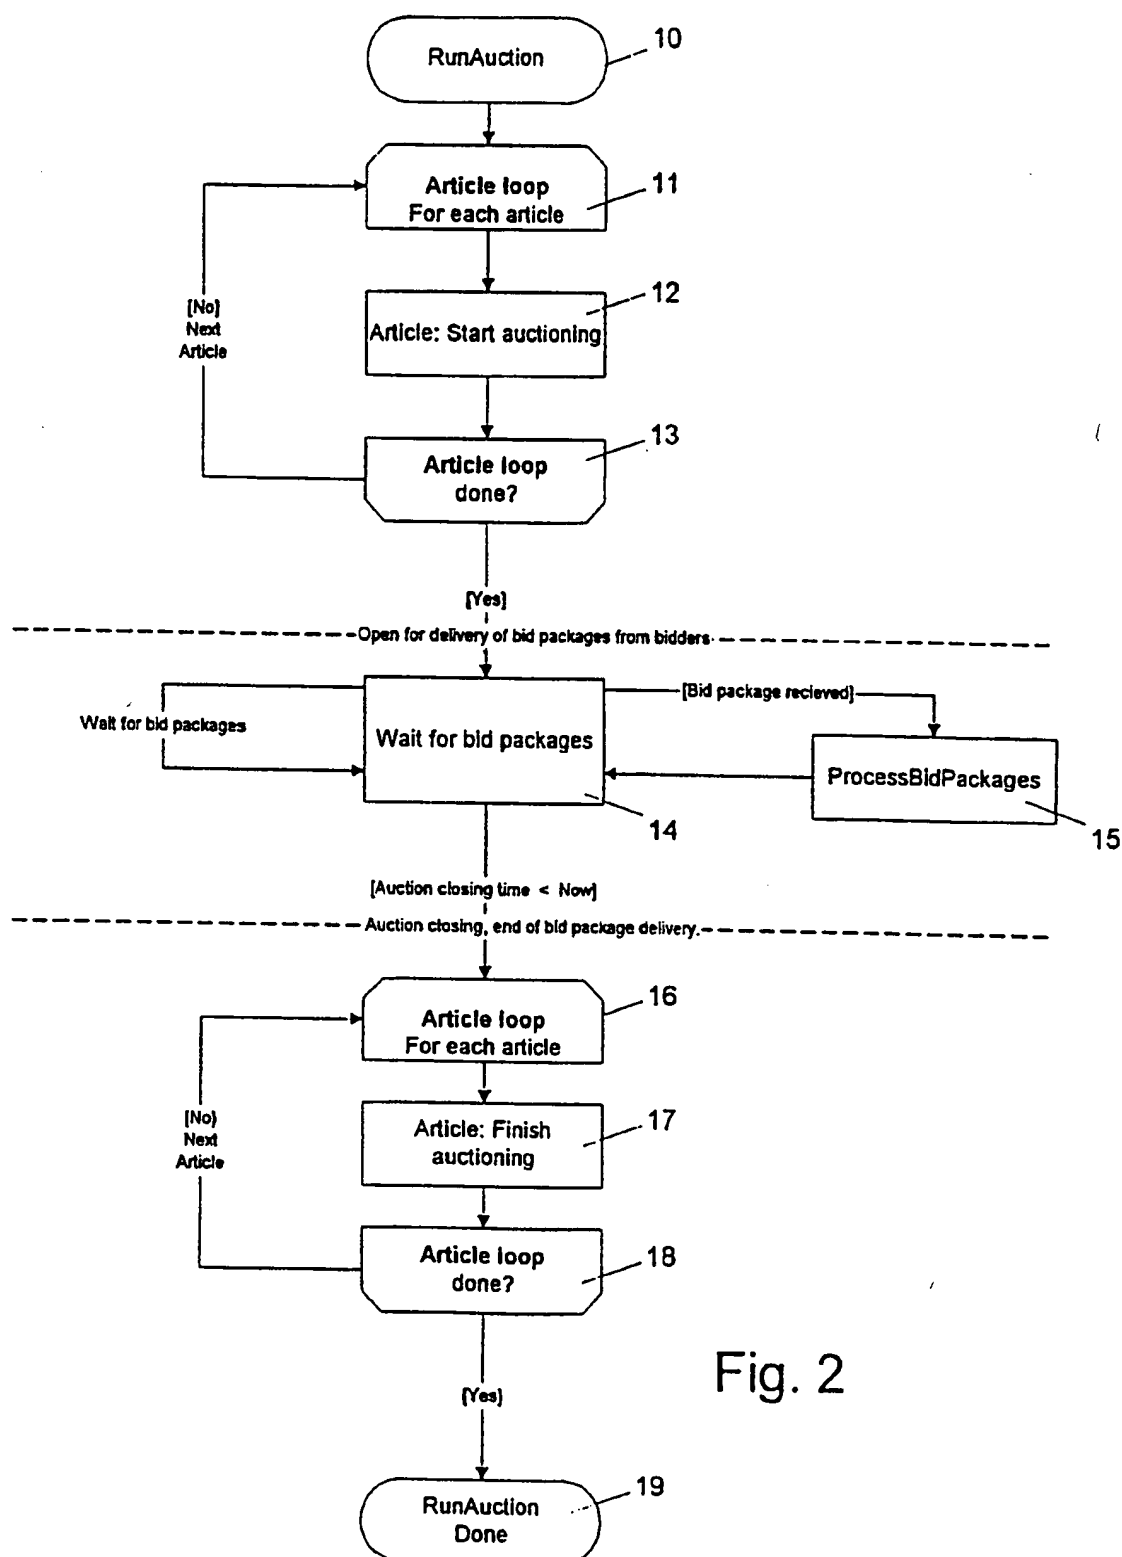 RunAuction
10
Article loop
For each article
11
[No]
Next
Article
Article: Start auctioning
12
Article loop
done?
13
[Yes]
Open for delivery of bid packages from bidders
Wait for bid packages
Wait for bid packages
14
[Bid package recieved]
ProcessBidPackages
15
[Auction closing time < Now]
Auction closing, end of bid package delivery.
Article loop
For each article
16
[No]
Next
Article
Article: Finish
auctioning
17
Article loop
done?
18
[Yes]
Fig. 2
RunAuction
Done
19